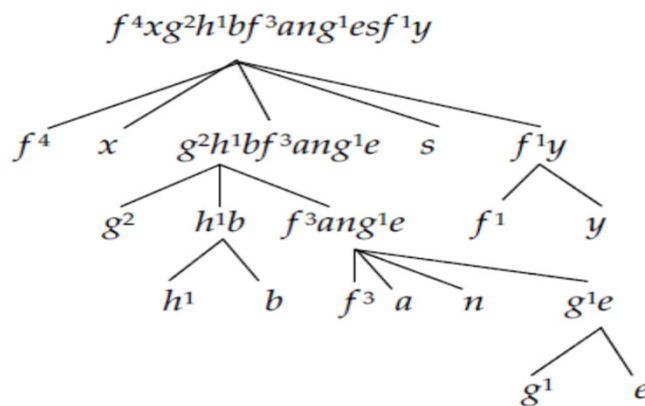 f⁴xg²h¹bf³ang¹esf¹y
f⁴ x g²h¹bf³ang¹e s f¹y
g² h¹b f³ang¹e f¹ y
h¹ b f³ a n g¹e
g¹ e